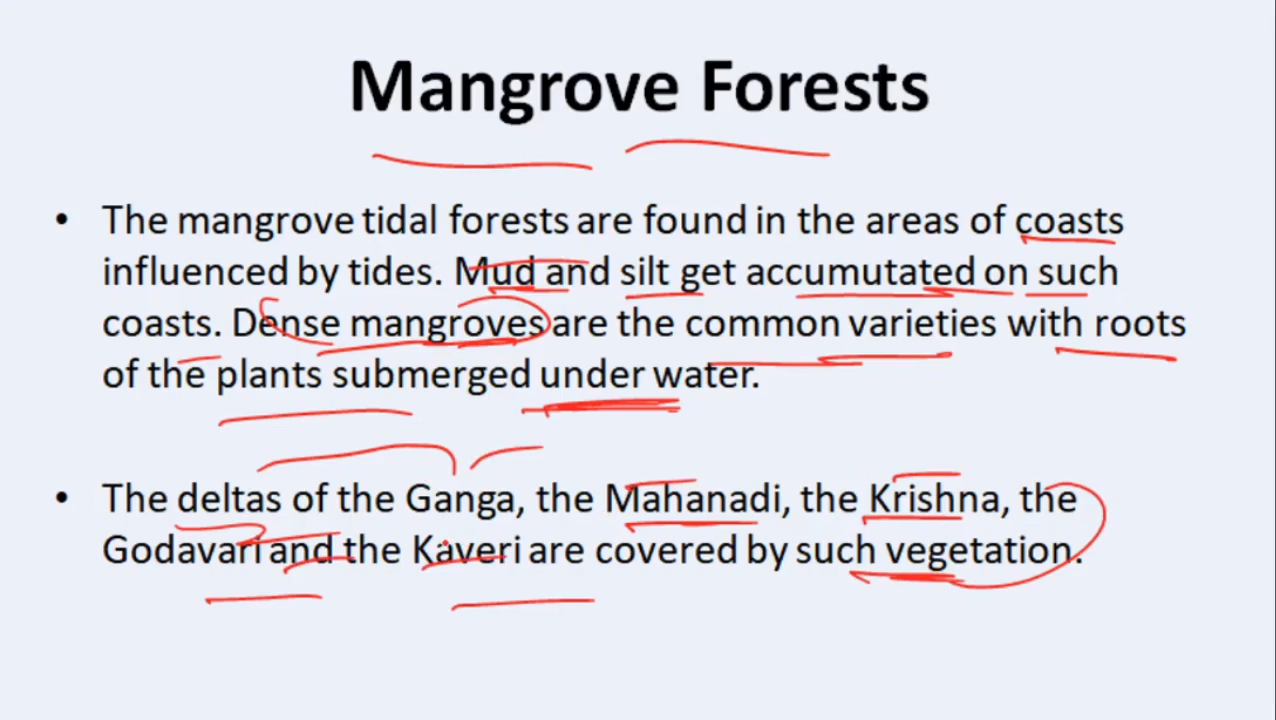 Mangrove Forests
• The mangrove tidal forests are found in the areas of coasts
influenced by tides. Mud and silt get accumutated on such
coasts. Dense mangroves are the common varieties with roots
of the plants submerged under water.
• The deltas of the Ganga, the Mahanadi, the Krishna, the
Godavari and the Kaveri are covered by such vegetation.